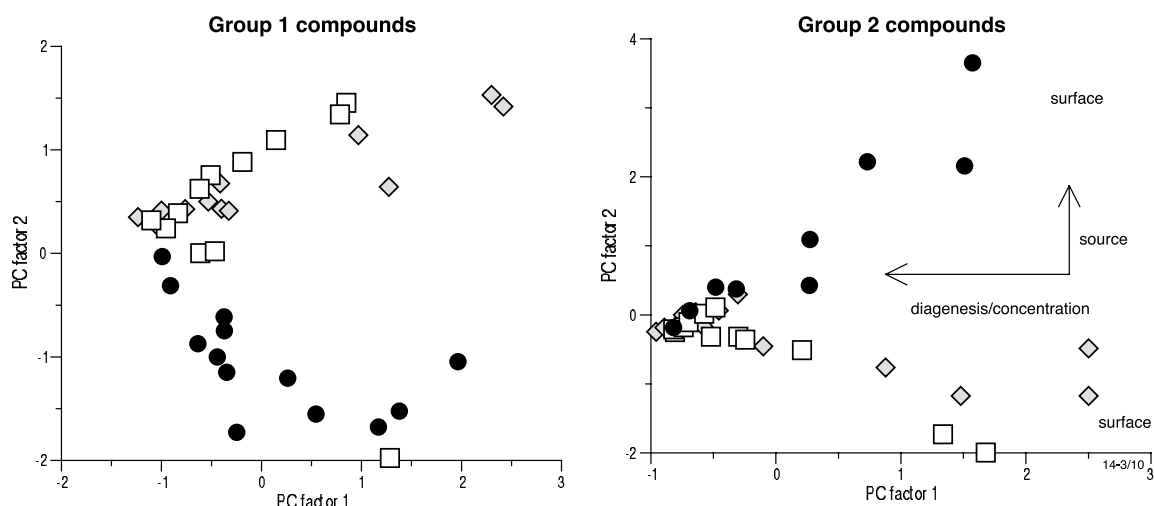 Group 1 compounds
2
1
0
-1
-2
PC factor 2
-2
-1
0
1
2
3
PC factor 1
Group 2 compounds
4
2
0
-2
PC factor 2
surface
source
diagenesis/concentration
surface
14-3/10
-1
0
1
2
3
PC factor 1